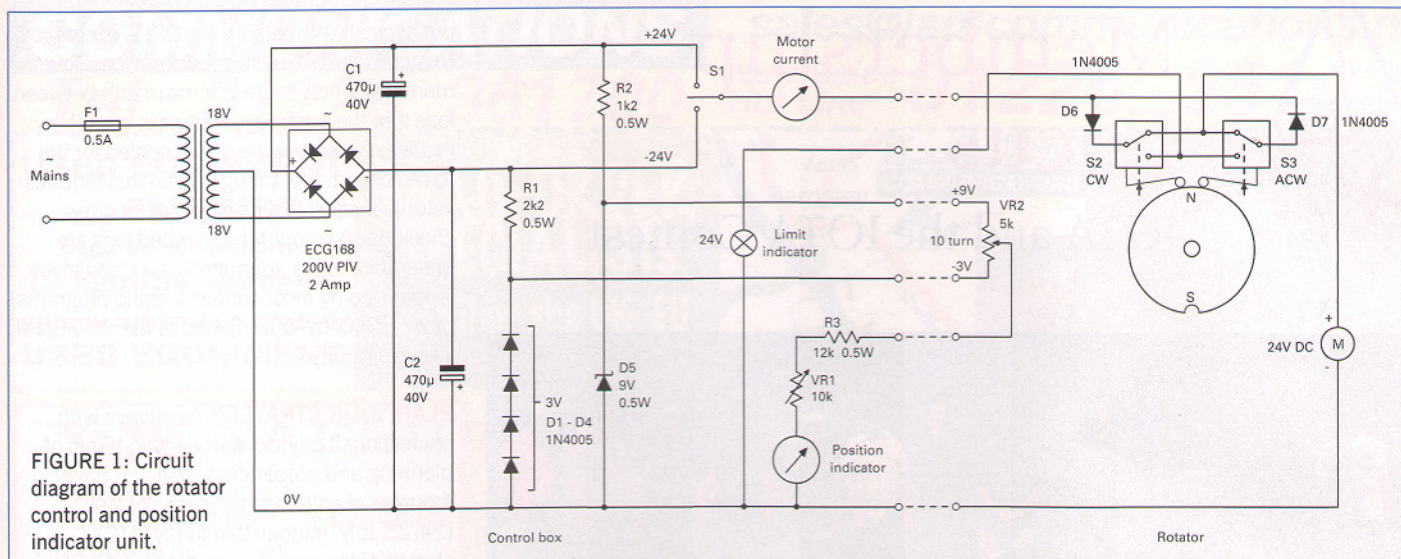 +24V
C1
470µ
40V
+
F1
0.5A
18V
~
Mains
~
+
-
18V
~
ECG168
200V PIV
2 Amp
R2
1k2
0.5W
S1
Motor
current
-24V
R1
2k2
0.5W
24V
Limit
indicator
+9V
VR2
5k
10 turn
-3V
R3
12k 0.5W
VR1
10k
Position
indicator
C2
470µ
40V
+
3V
D1 - D4
1N4005
D5
9V
0.5W
1N4005
D6
D7
1N4005
S2
CW
S3
ACW
N
S
+
24V DC
M
-
0V
Control box
Rotator
FIGURE 1: Circuit
diagram of the rotator
control and position
indicator unit.